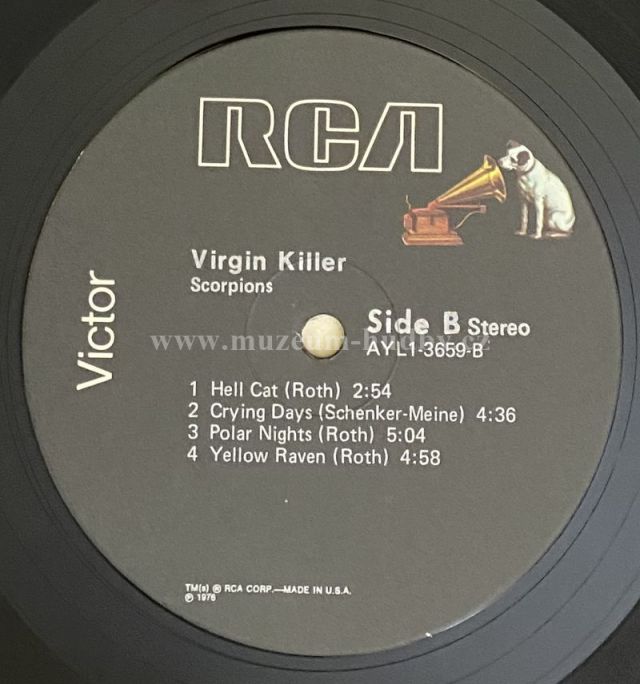 RCA
Victor
Virgin Killer
Scorpions
Side B Stereo
AYL1-3659-B
www.muzeum-hudby.cz
1 Hell Cat (Roth) 2:54
2 Crying Days (Schenker-Meine) 4:36
3 Polar Nights (Roth) 5:04
4 Yellow Raven (Roth) 4:58
TM(s) ® RCA CORP.—MADE IN U.S.A.
℗ 1976